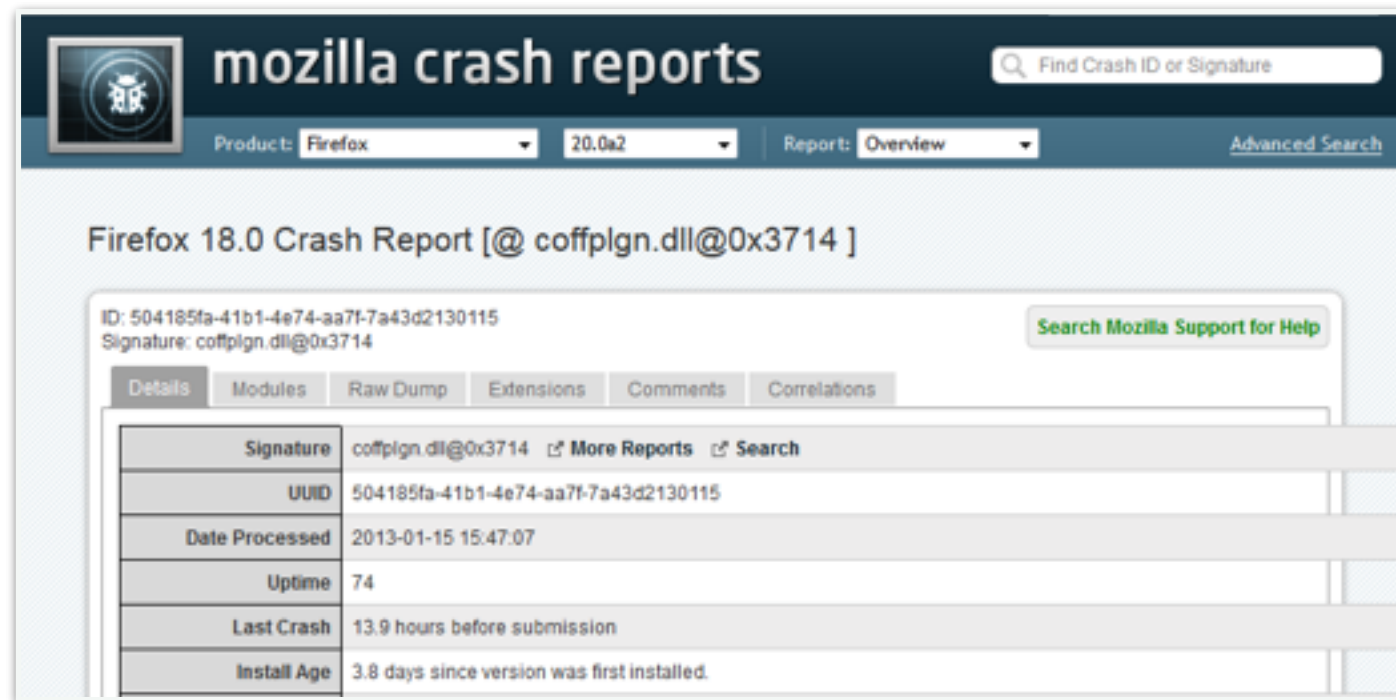 mozilla crash reports
Find Crash ID or Signature
Product: Firefox 20.0a2 Report: Overview Advanced Search
Firefox 18.0 Crash Report [@ coffplgn.dll@0x3714 ]
ID: 504185fa-41b1-4e74-aa7f-7a43d2130115
Signature: coffplgn.dll@0x3714
Search Mozilla Support for Help
Details Modules Raw Dump Extensions Comments Correlations
Signature coffplgn.dll@0x3714 More Reports Search
UUID 504185fa-41b1-4e74-aa7f-7a43d2130115
Date Processed 2013-01-15 15:47:07
Uptime 74
Last Crash 13.9 hours before submission
Install Age 3.8 days since version was first installed.